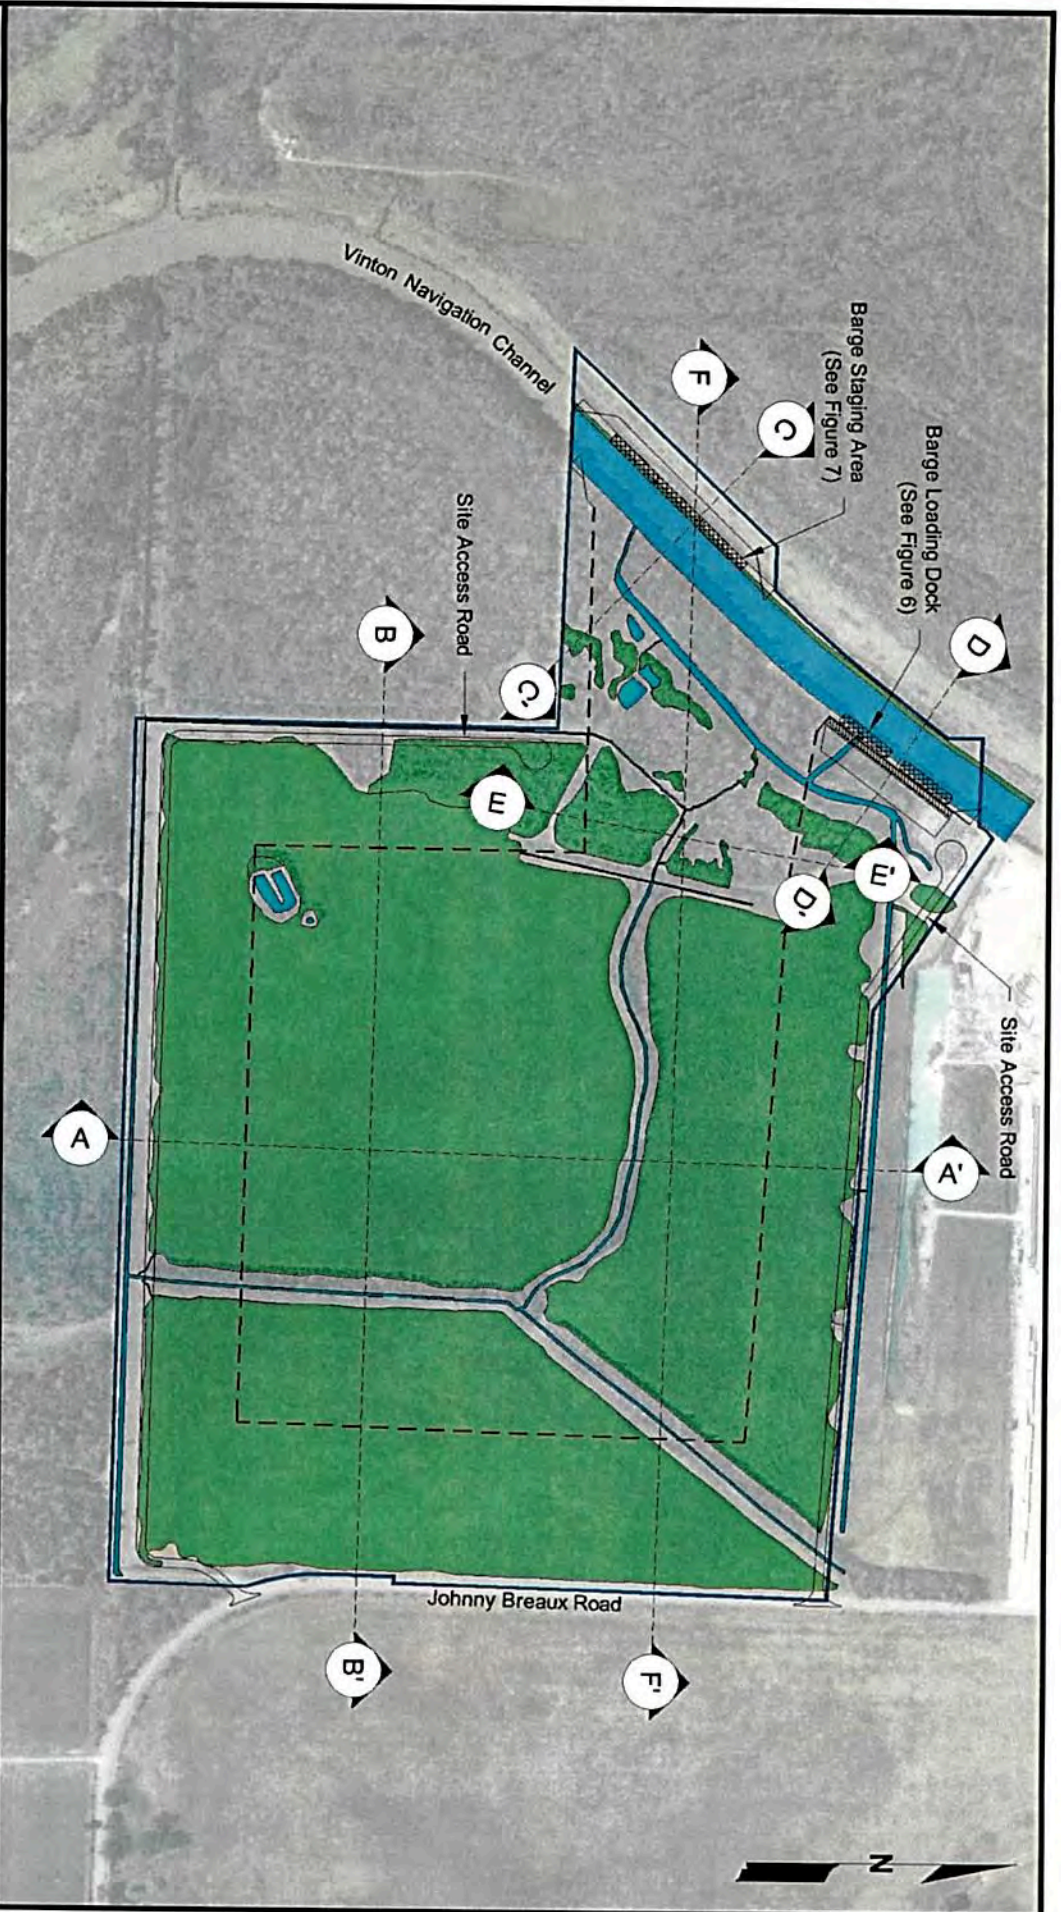 Vinton Navigation Channel
Barge Staging Area
(See Figure 7)
Barge Loading Dock
(See Figure 6)
Site Access Road
Site Access Road
Johnny Breaux Road
F
C
D
B
C'
E
E'
D'
A
A'
B'
F'
N